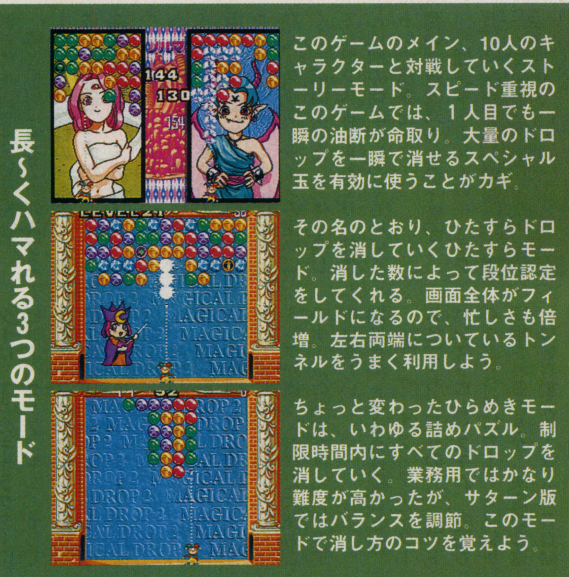 長〜くハマれる3つのモード
144
130
154
このゲームのメイン、10人のキ
ャラクターと対戦していくスト
ーリーモード。スピード重視の
このゲームでは、1人目でも一
瞬の油断が命取り。大量のドロ
ップを一瞬で消せるスペシャル
玉を有効に使うことがカギ。
LEVEL21
その名のとおり、ひたすらドロ
ップを消していくひたすらモー
ド。消した数によって段位認定
をしてくれる。画面全体がフィ
ールドになるので、忙しさも倍
増。左右両端についているトン
ネルをうまく利用しよう。
ちょっと変わったひらめきモー
ドは、いわゆる詰めパズル。制
限時間内にすべてのドロップを
消していく。業務用ではかなり
難度が高かったが、サターン版
ではバランスを調節。このモー
ドで消し方のコツを覚えよう。